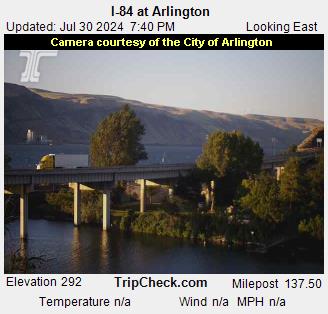 I-84 at Arlington
Updated: Jul 30 2024 7:40 PM Looking East
Camera courtesy of the City of Arlington
Elevation 292 TripCheck.com Milepost 137.50
Temperature n/a Wind n/a MPH n/a